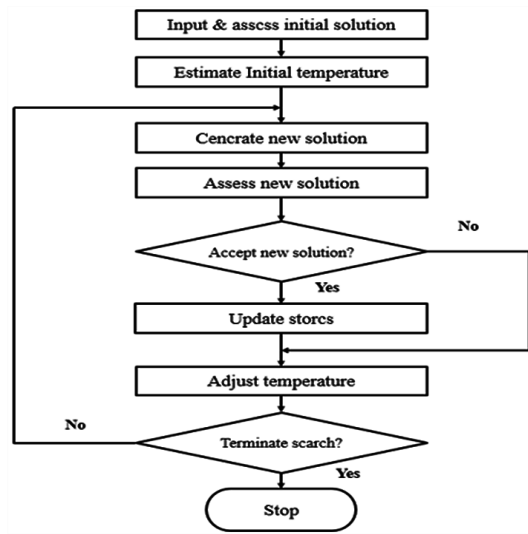 Input & asscss initial solution
Estimate Initial temperature
Cencrate new solution
Assess new solution
Accept new solution?
No
Yes
Update storcs
Adjust temperature
No
Terminate scarch?
Yes
Stop